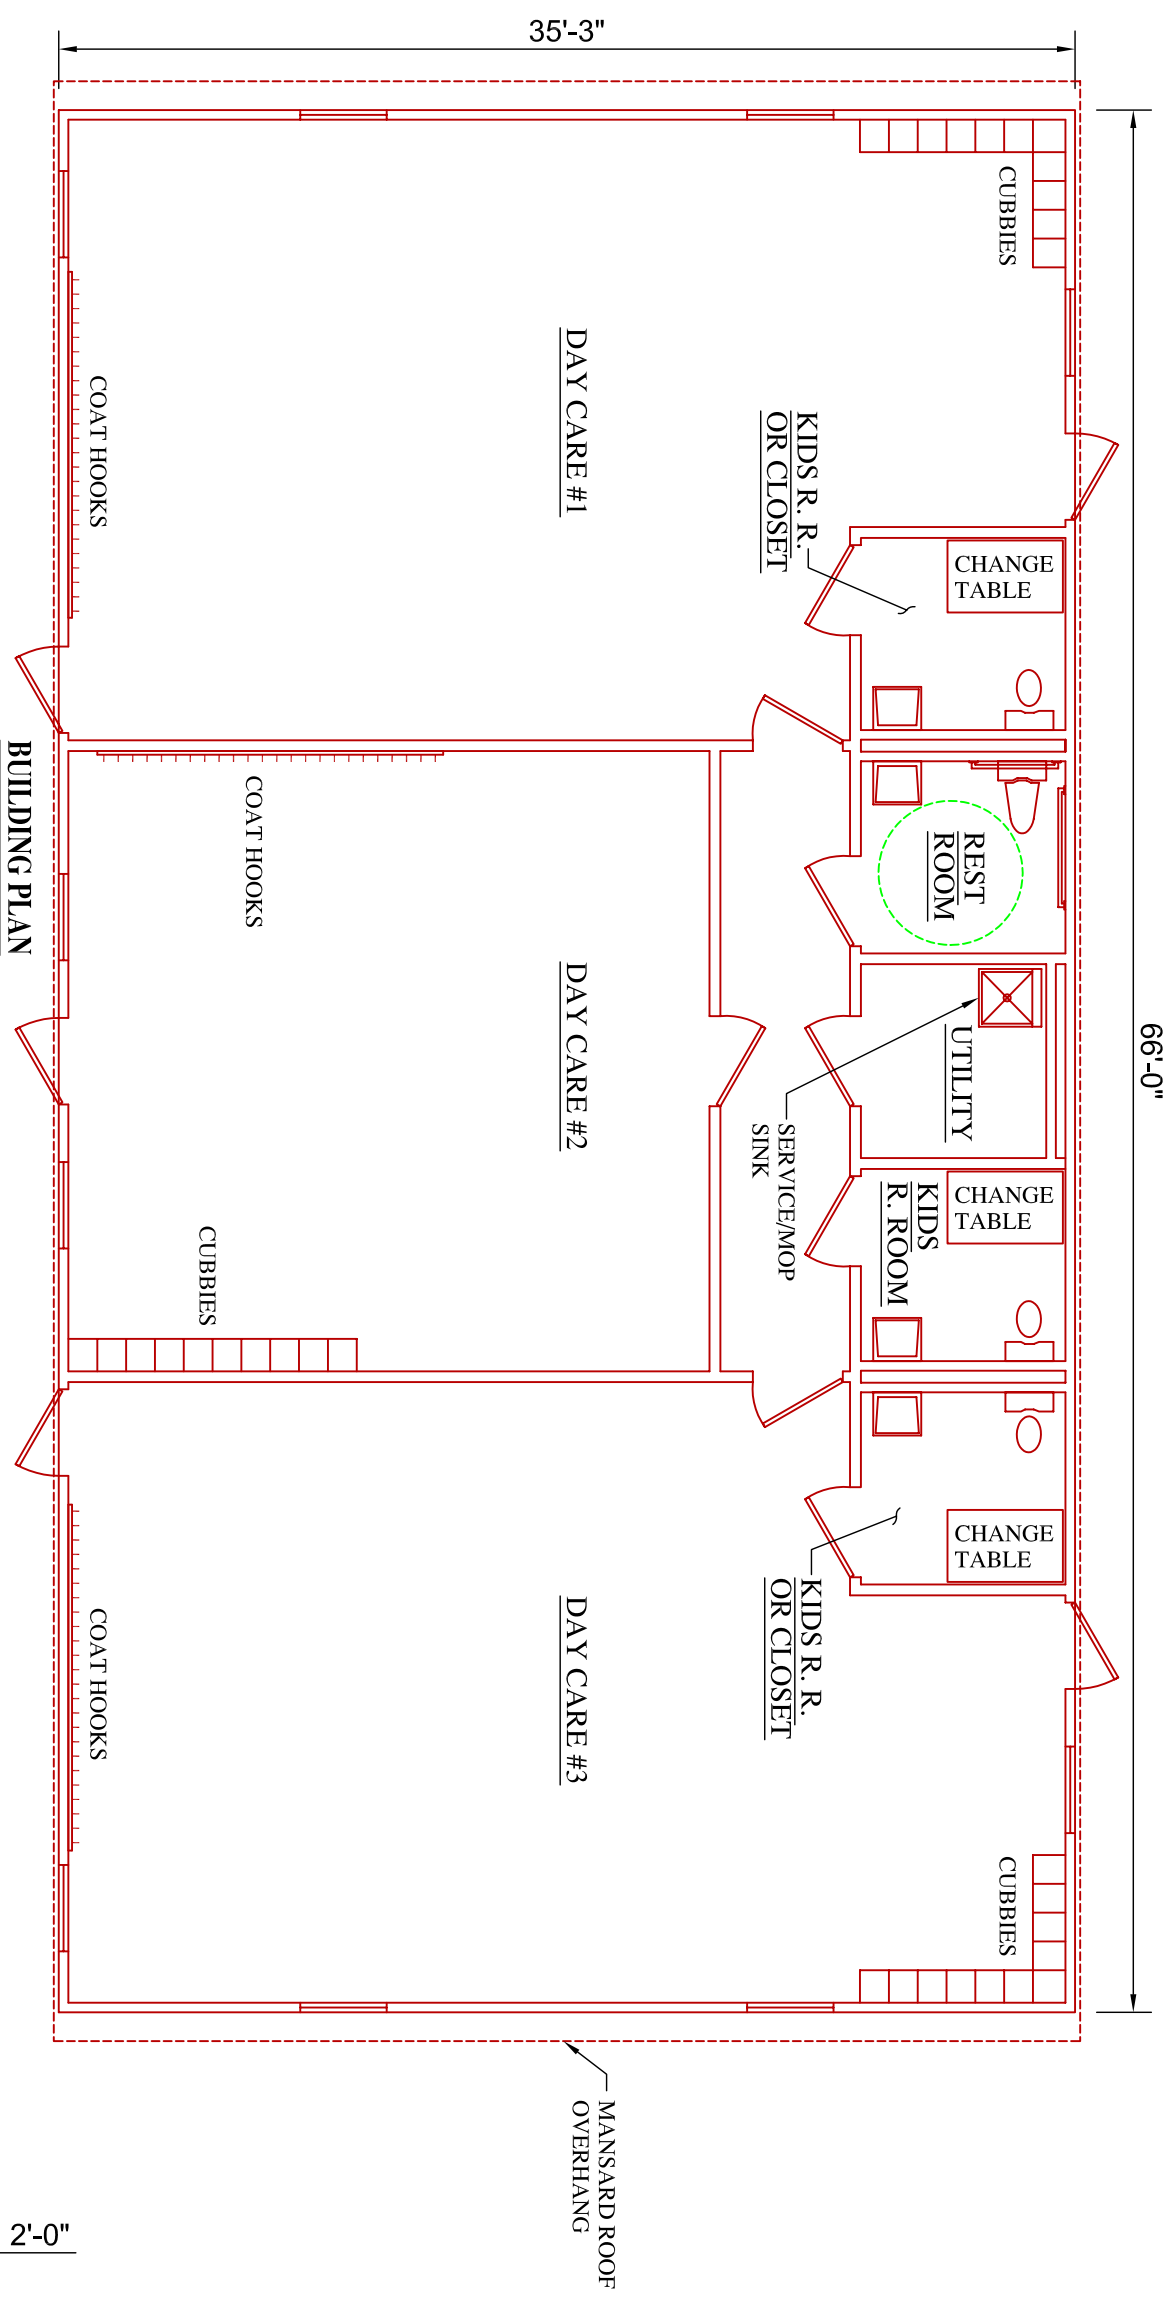 35'-3"
66'-0"
CUBBIES
DAY CARE #1
COAT HOOKS
KIDS R. R.
OR CLOSET
CHANGE
TABLE
REST
ROOM
COAT HOOKS
UTILITY
SERVICE/MOP
SINK
DAY CARE #2
CHANGE
TABLE
KIDS
R. ROOM
CUBBIES
CHANGE
TABLE
KIDS R. R.
OR CLOSET
DAY CARE #3
COAT HOOKS
CUBBIES
MANSARD ROOF
OVERHANG
BUILDING PLAN
2'-0"